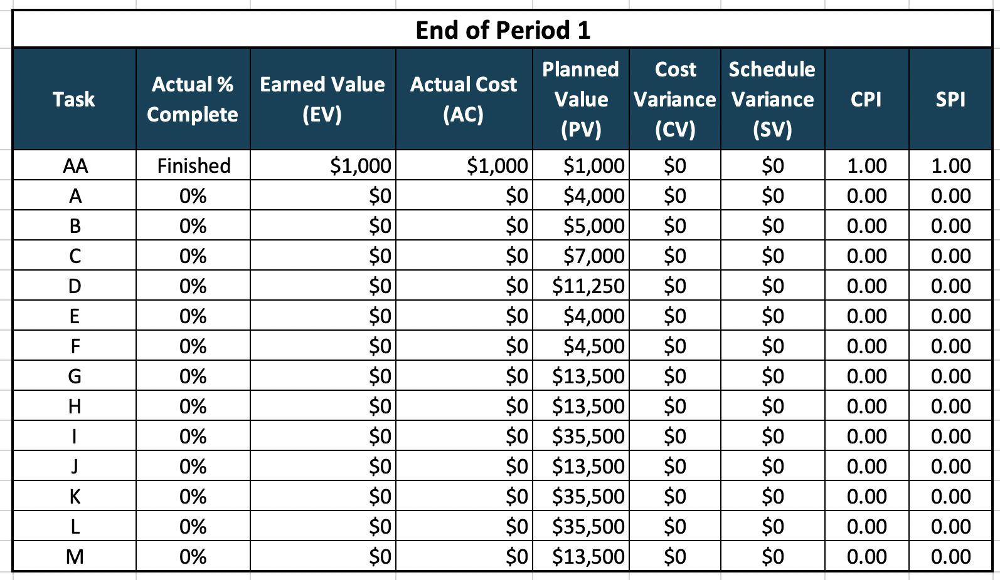 End of Period 1
Task Actual % Complete Earned Value (EV) Actual Cost (AC) Planned Value (PV) Cost Variance (CV) Schedule Variance (SV) CPI SPI
AA Finished $1,000 $1,000 $1,000 $0 $0 1.00 1.00
A 0% $0 $0 $4,000 $0 $0 0.00 0.00
B 0% $0 $0 $5,000 $0 $0 0.00 0.00
C 0% $0 $0 $7,000 $0 $0 0.00 0.00
D 0% $0 $0 $11,250 $0 $0 0.00 0.00
E 0% $0 $0 $4,000 $0 $0 0.00 0.00
F 0% $0 $0 $4,500 $0 $0 0.00 0.00
G 0% $0 $0 $13,500 $0 $0 0.00 0.00
H 0% $0 $0 $13,500 $0 $0 0.00 0.00
I 0% $0 $0 $35,500 $0 $0 0.00 0.00
J 0% $0 $0 $13,500 $0 $0 0.00 0.00
K 0% $0 $0 $35,500 $0 $0 0.00 0.00
L 0% $0 $0 $35,500 $0 $0 0.00 0.00
M 0% $0 $0 $13,500 $0 $0 0.00 0.00